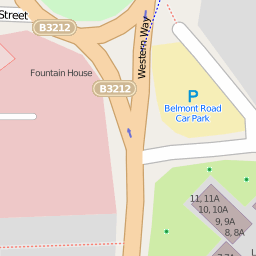 Street
B3212
Western Way
Fountain House
B3212
P
Belmont Road
Car Park
11, 11A
10, 10A
9, 9A
8, 8A